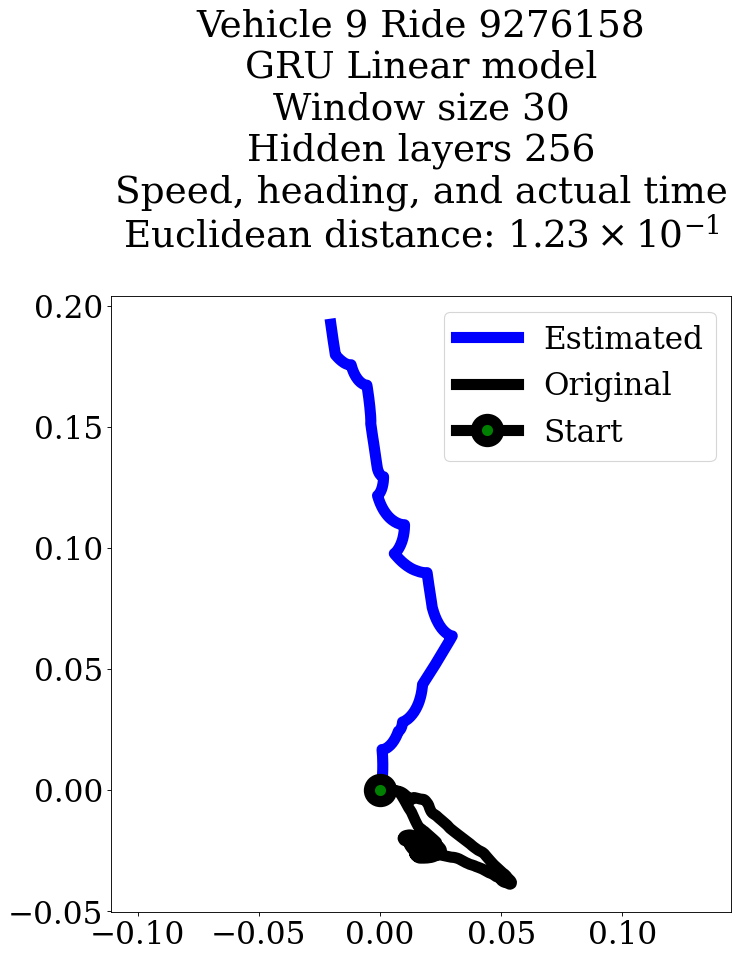 Vehicle 9 Ride 9276158
GRU Linear model
Window size 30
Hidden layers 256
Speed, heading, and actual time
Euclidean distance: 1.23 × 10⁻¹
Estimated
Original
Start
0.20
0.15
0.10
0.05
0.00
−0.05
−0.10 −0.05 0.00 0.05 0.10